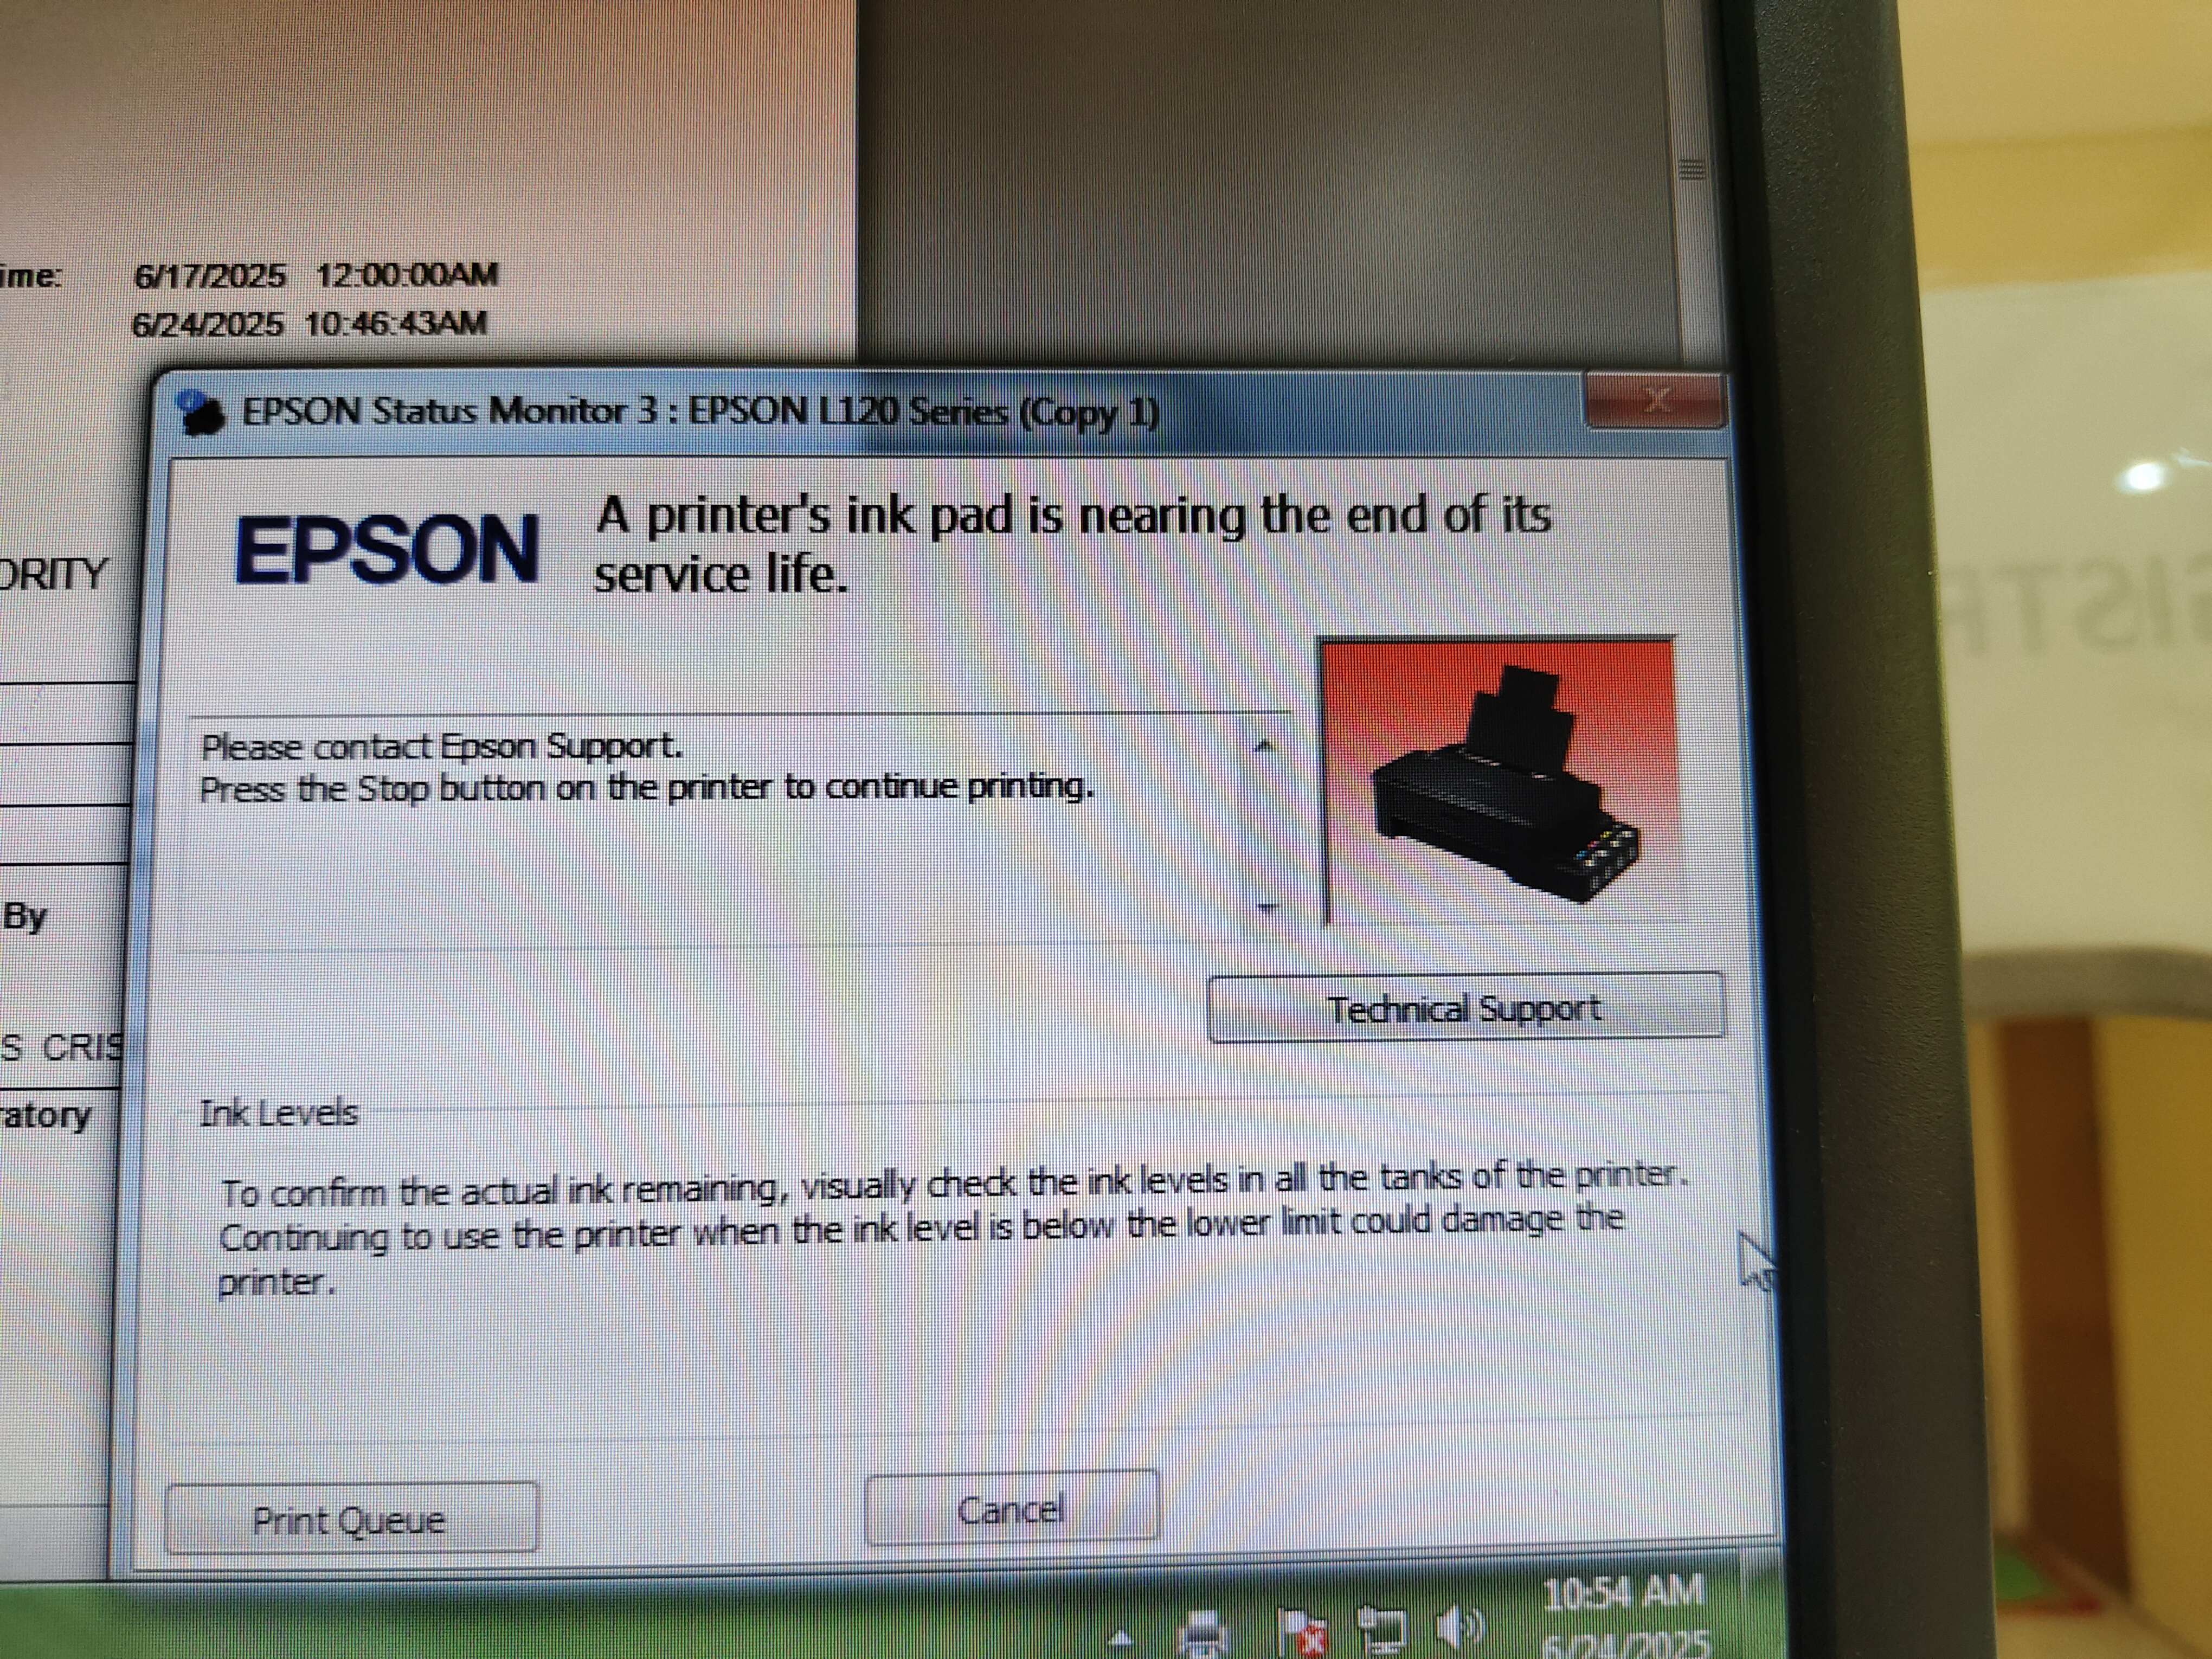 ime: 6/17/2025 12:00:00AM
6/24/2025 10:46:43AM
EPSON Status Monitor 3 : EPSON L120 Series (Copy 1)
EPSON
A printer's ink pad is nearing the end of its
service life.
ORITY
Please contact Epson Support.
Press the Stop button on the printer to continue printing.
By
Technical Support
S CRIS
ratory
Ink Levels
To confirm the actual ink remaining, visually check the ink levels in all the tanks of the printer.
Continuing to use the printer when the ink level is below the lower limit could damage the
printer.
Print Queue
Cancel
10:54 AM
6/24/2025